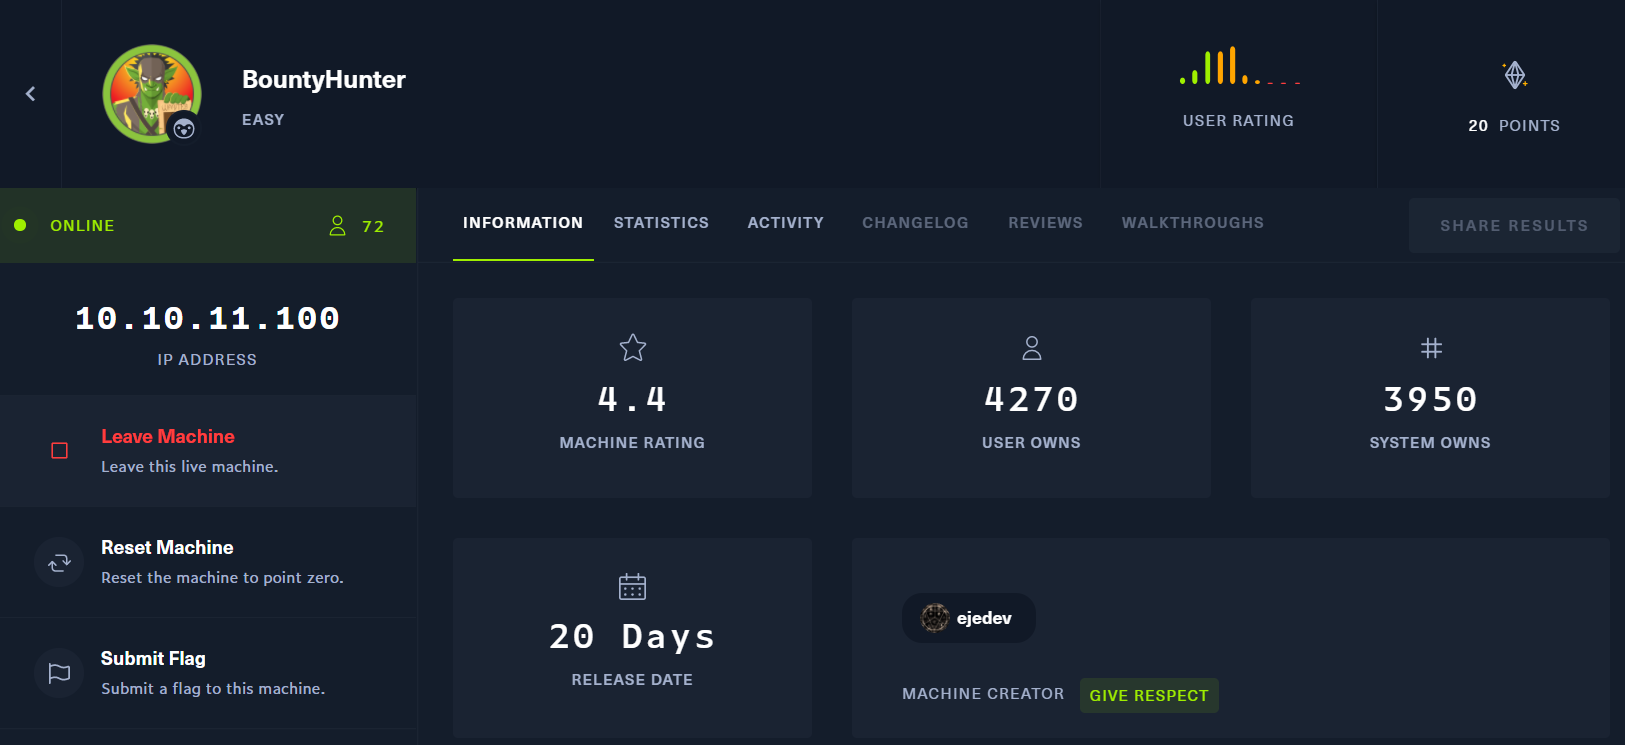 BountyHunter
EASY
USER RATING
20 POINTS
ONLINE
72
INFORMATION
STATISTICS
ACTIVITY
CHANGELOG
REVIEWS
WALKTHROUGHS
SHARE RESULTS
10.10.11.100
IP ADDRESS
Leave Machine
Leave this live machine.
Reset Machine
Reset the machine to point zero.
Submit Flag
Submit a flag to this machine.
4.4
MACHINE RATING
4270
USER OWNS
3950
SYSTEM OWNS
20 Days
RELEASE DATE
ejedev
MACHINE CREATOR
GIVE RESPECT